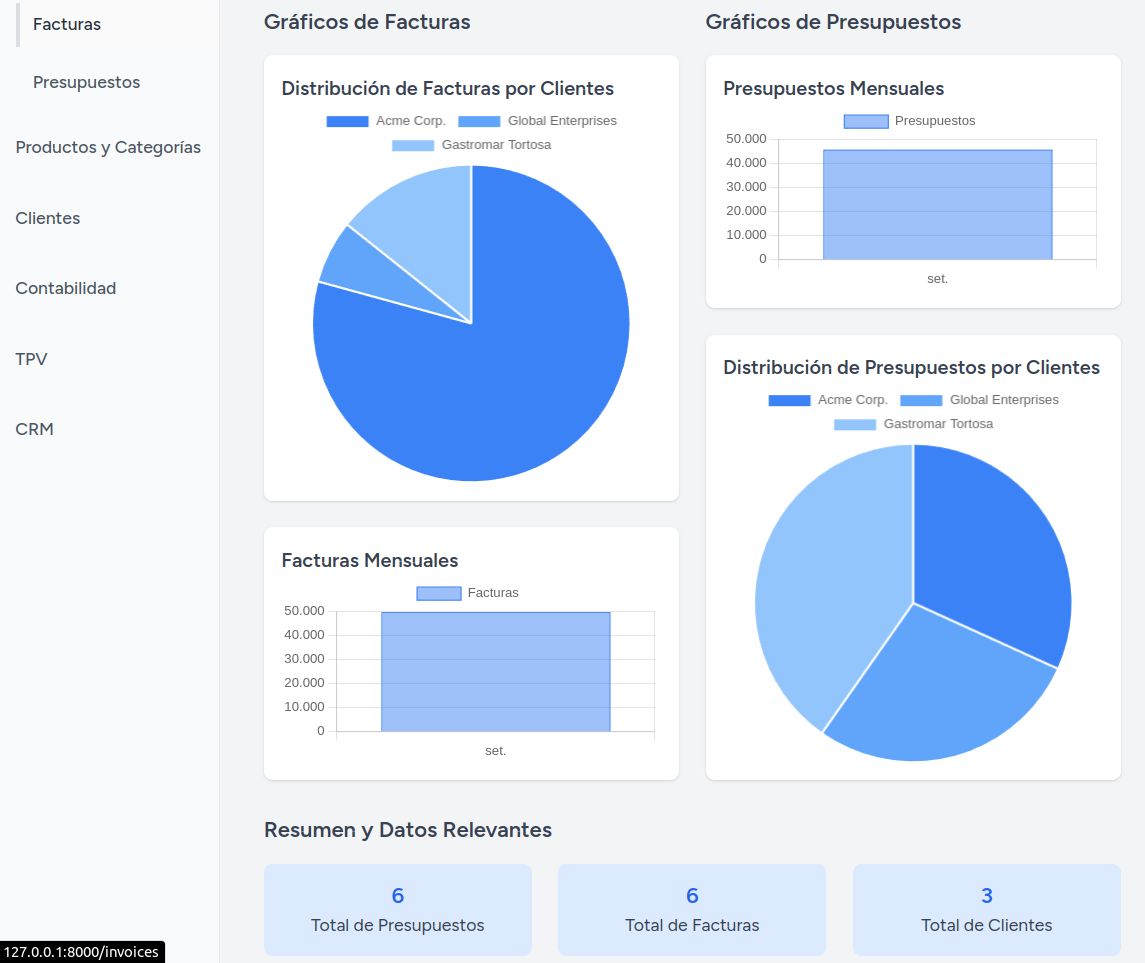 Facturas
Presupuestos
Productos y Categorías
Clientes
Contabilidad
TPV
CRM
Gráficos de Facturas
Distribución de Facturas por Clientes
Acme Corp. Global Enterprises
Gastromar Tortosa
Facturas Mensuales
Facturas
50.000
40.000
30.000
20.000
10.000
0
set.
Gráficos de Presupuestos
Presupuestos Mensuales
Presupuestos
50.000
40.000
30.000
20.000
10.000
0
set.
Distribución de Presupuestos por Clientes
Acme Corp. Global Enterprises
Gastromar Tortosa
Resumen y Datos Relevantes
6
Total de Presupuestos
6
Total de Facturas
3
Total de Clientes
127.0.0.1:8000/invoices